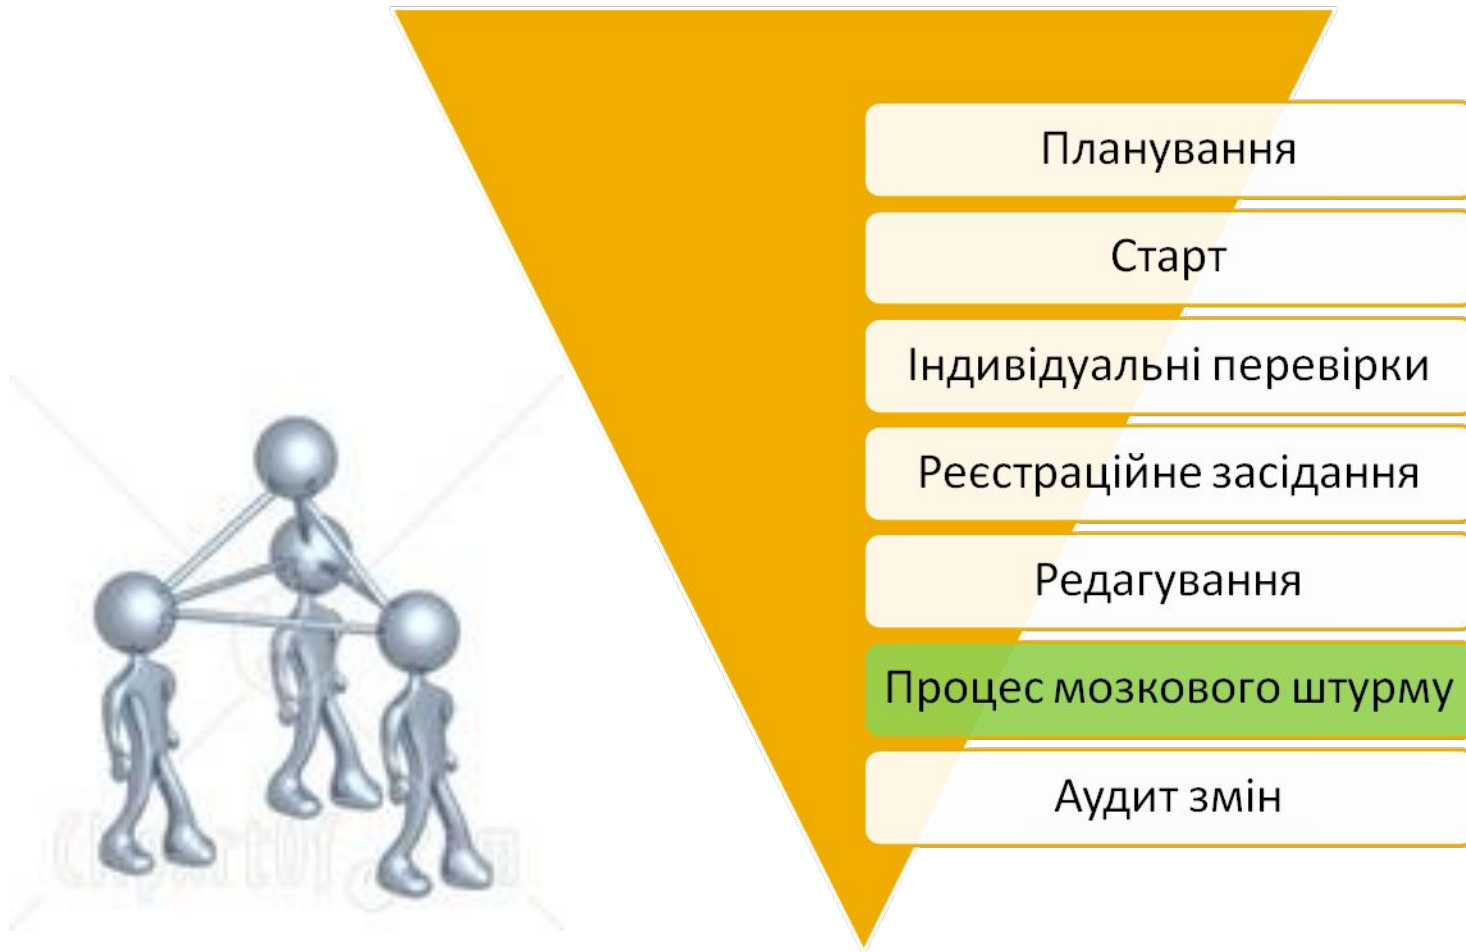 Планування
Старт
Індивідуальні перевірки
Реєстраційне засідання
Редагування
Процес мозкового штурму
Аудит змін